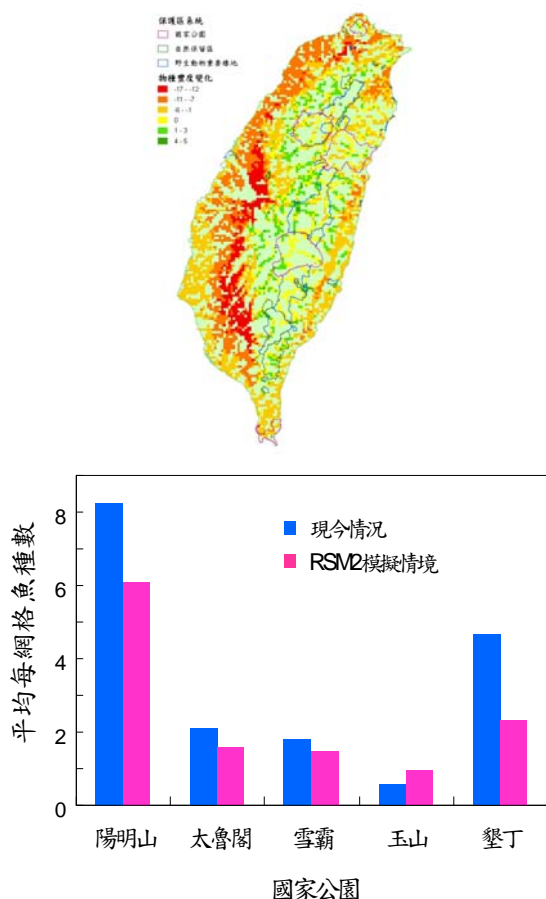 保護區系統
國家公園
自然保留區
野生動物重要棲地
物種豐度變化
-17 - -12
-11 - -7
-6 - -1
0
1 - 3
4 - 5
平均每網格魚種數
8
6
4
2
0
現今情況
RSM2模擬情境
陽明山
太魯閣
雪霸
玉山
墾丁
國家公園